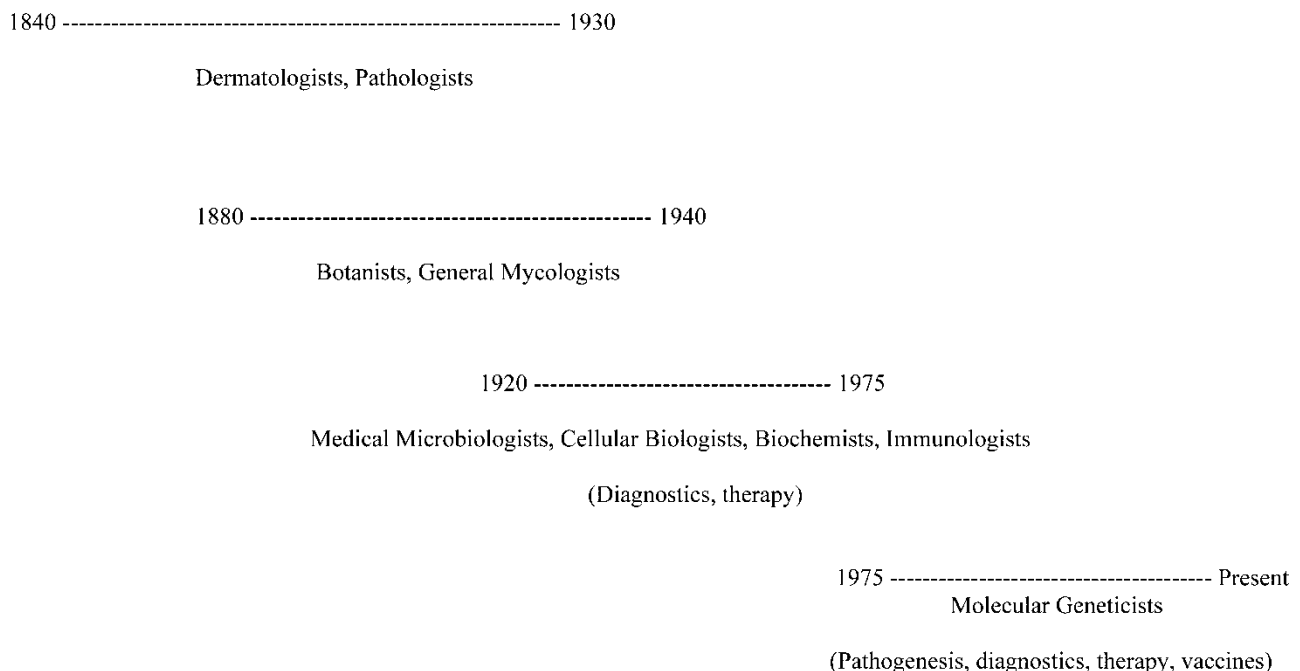 1840 -------------------------------------------------------------- 1930
Dermatologists, Pathologists
1880 -------------------------------------------------- 1940
Botanists, General Mycologists
1920 ------------------------------------- 1975
Medical Microbiologists, Cellular Biologists, Biochemists, Immunologists
(Diagnostics, therapy)
1975 ---------------------------------------- Present
Molecular Geneticists
(Pathogenesis, diagnostics, therapy, vaccines)